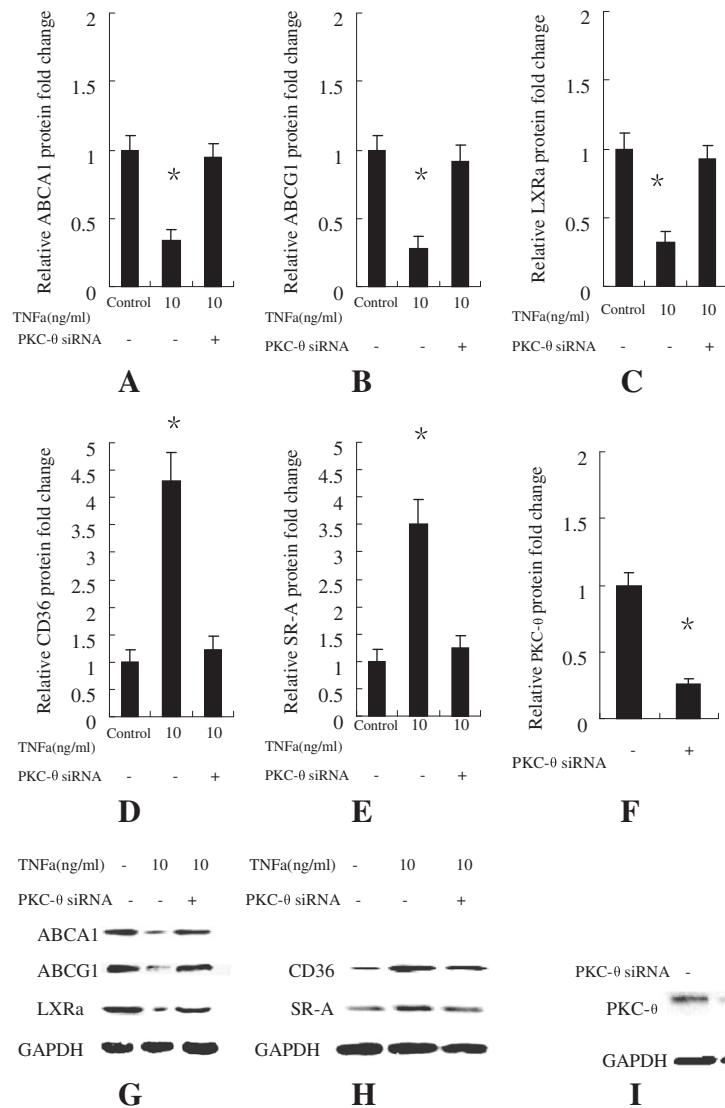 Relative ABCA1 protein fold change
2
1.5
1
0.5
0
*
Control 10 10
TNFa(ng/ml)
PKC-θ siRNA - - +
A
Relative ABCG1 protein fold change
2
1.5
1
0.5
0
*
Control 10 10
TNFa(ng/ml)
PKC-θ siRNA - - +
B
Relative LXRa protein fold change
2
1.5
1
0.5
0
*
Control 10 10
TNFa(ng/ml)
PKC-θ siRNA - - +
C
Relative CD36 protein fold change
5
4.5
4
3.5
3
2.5
2
1.5
1
0.5
0
*
Control 10 10
TNFa(ng/ml)
PKC-θ siRNA - - +
D
Relative SR-A protein fold change
5
4.5
4
3.5
3
2.5
2
1.5
1
0.5
0
*
Control 10 10
TNFa(ng/ml)
PKC-θ siRNA - - +
E
Relative PKC-θ protein fold change
2
1.5
1
0.5
0
*
PKC-θ siRNA - +
F
TNFa(ng/ml) - 10 10
PKC-θ siRNA - - +
ABCA1
ABCG1
LXRa
GAPDH
G
TNFa(ng/ml) - 10 10
PKC-θ siRNA - - +
CD36
SR-A
GAPDH
H
PKC-θ siRNA -
PKC-θ
GAPDH
I